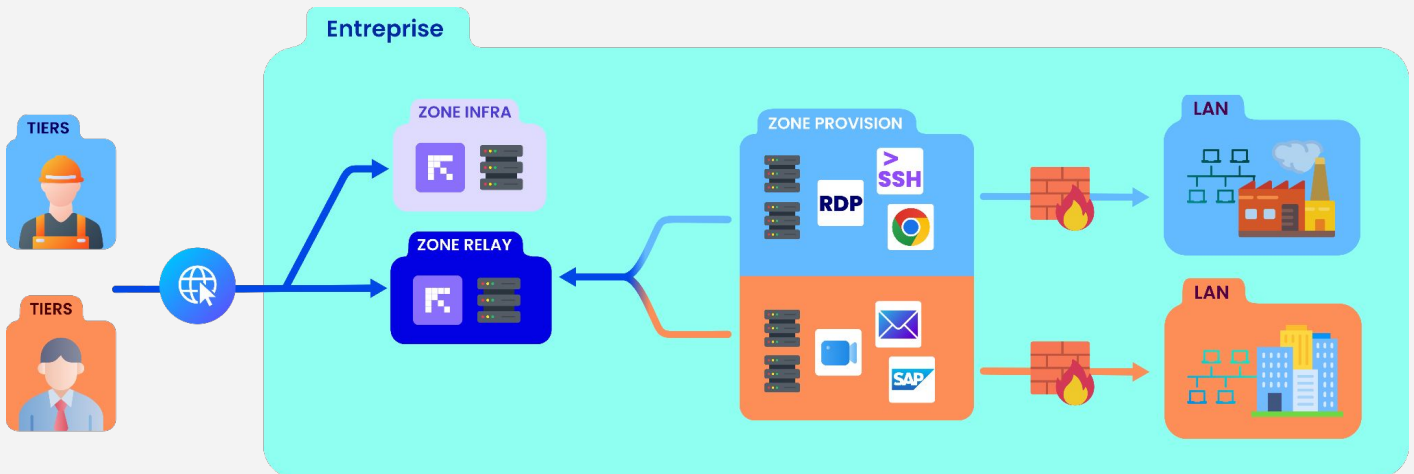 Entreprise
TIERS
TIERS
ZONE INFRA
ZONE RELAY
ZONE PROVISION
>
SSH
RDP
SAP
LAN
LAN